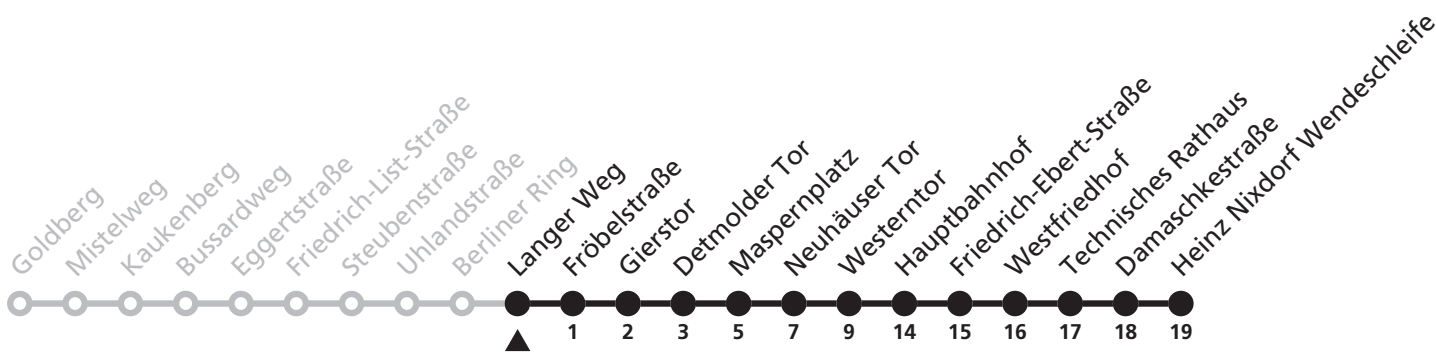 Goldberg
Mistelweg
Kaukenberg
Bussardweg
Eggertstraße
Friedrich-List-Straße
Steubenstraße
Uhlandstraße
Berliner Ring
Langer Weg
Fröbelstraße
Gierstor
Detmolder Tor
Maspernplatz
Neuhäuser Tor
Westerntor
Hauptbahnhof
Friedrich-Ebert-Straße
Westfriedhof
Technisches Rathaus
Damaschkestraße
Heinz Nixdorf Wendeschleife
1 2 3 5 7 9 14 15 16 17 18 19